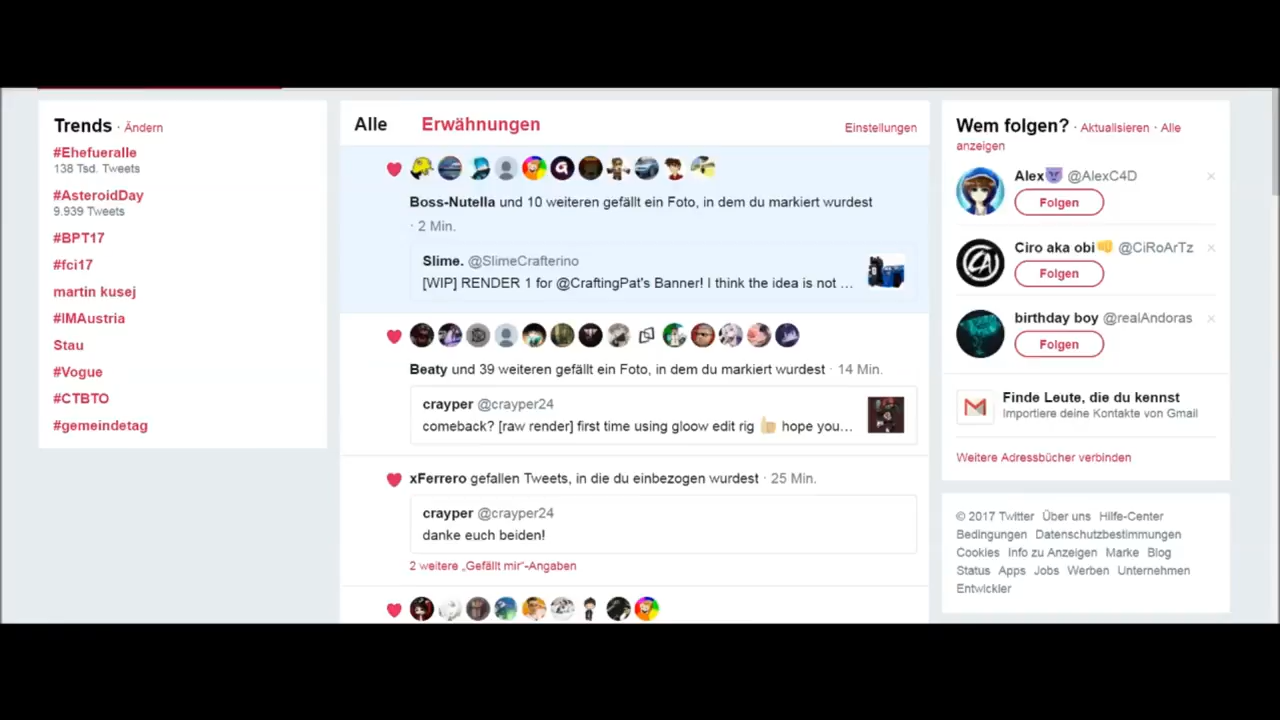 Trends · Ändern
#Ehefueralle
138 Tsd. Tweets
#AsteroidDay
9.939 Tweets
#BPT17
#fci17
martin kusej
#IMAustria
Stau
#Vogue
#CTBTO
#gemeindetag
Alle Erwähnungen Einstellungen
Boss-Nutella und 10 weiteren gefällt ein Foto, in dem du markiert wurdest
· 2 Min.
Slime. @SlimeCrafterino
[WIP] RENDER 1 for @CraftingPat's Banner! I think the idea is not ...
Beaty und 39 weiteren gefällt ein Foto, in dem du markiert wurdest · 14 Min.
crayper @crayper24
comeback? [raw render] first time using gloow edit rig 👍 hope you...
xFerrero gefallen Tweets, in die du einbezogen wurdest · 25 Min.
crayper @crayper24
danke euch beiden!
2 weitere „Gefällt mir"-Angaben
Wem folgen? · Aktualisieren · Alle
anzeigen
Alex😈 @AlexC4D
Folgen
Ciro aka obi👊 @CiRoArTz
Folgen
birthday boy @realAndoras
Folgen
Finde Leute, die du kennst
Importiere deine Kontakte von Gmail
Weitere Adressbücher verbinden
© 2017 Twitter Über uns Hilfe-Center
Bedingungen Datenschutzbestimmungen
Cookies Info zu Anzeigen Marke Blog
Status Apps Jobs Werben Unternehmen
Entwickler